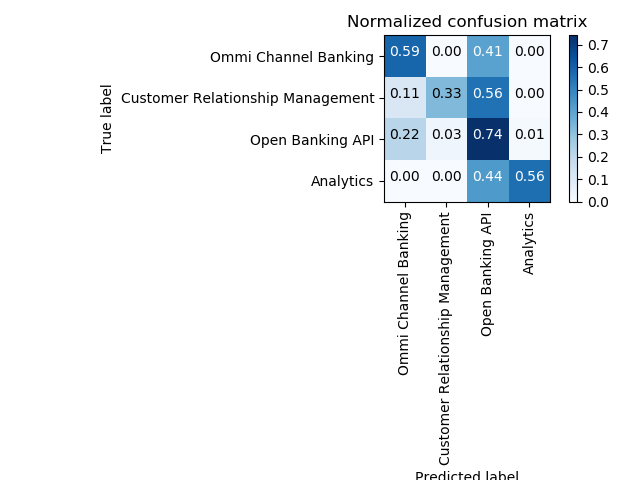 Normalized confusion matrix
True label
Ommi Channel Banking 0.59 0.00 0.41 0.00
Customer Relationship Management 0.11 0.33 0.56 0.00
Open Banking API 0.22 0.03 0.74 0.01
Analytics 0.00 0.00 0.44 0.56
0.7
0.6
0.5
0.4
0.3
0.2
0.1
0.0
Ommi Channel Banking
Customer Relationship Management
Open Banking API
Analytics
Predicted label